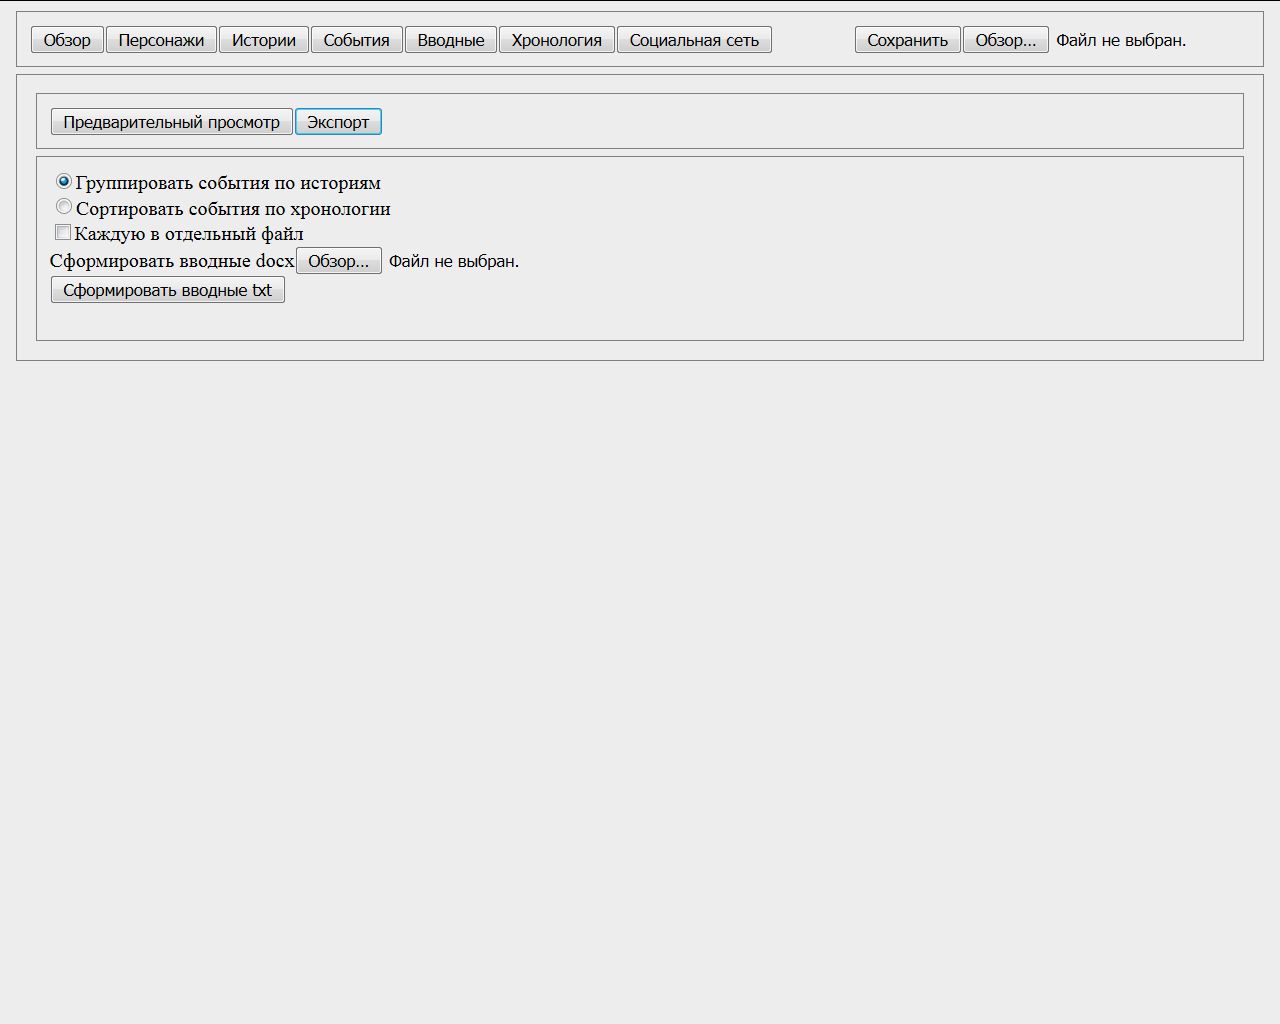 Обзор Персонажи Истории События Вводные Хронология Социальная сеть Сохранить Обзор... Файл не выбран.
Предварительный просмотр Экспорт
Группировать события по историям
Сортировать события по хронологии
Каждую в отдельный файл
Сформировать вводные docx Обзор... Файл не выбран.
Сформировать вводные txt